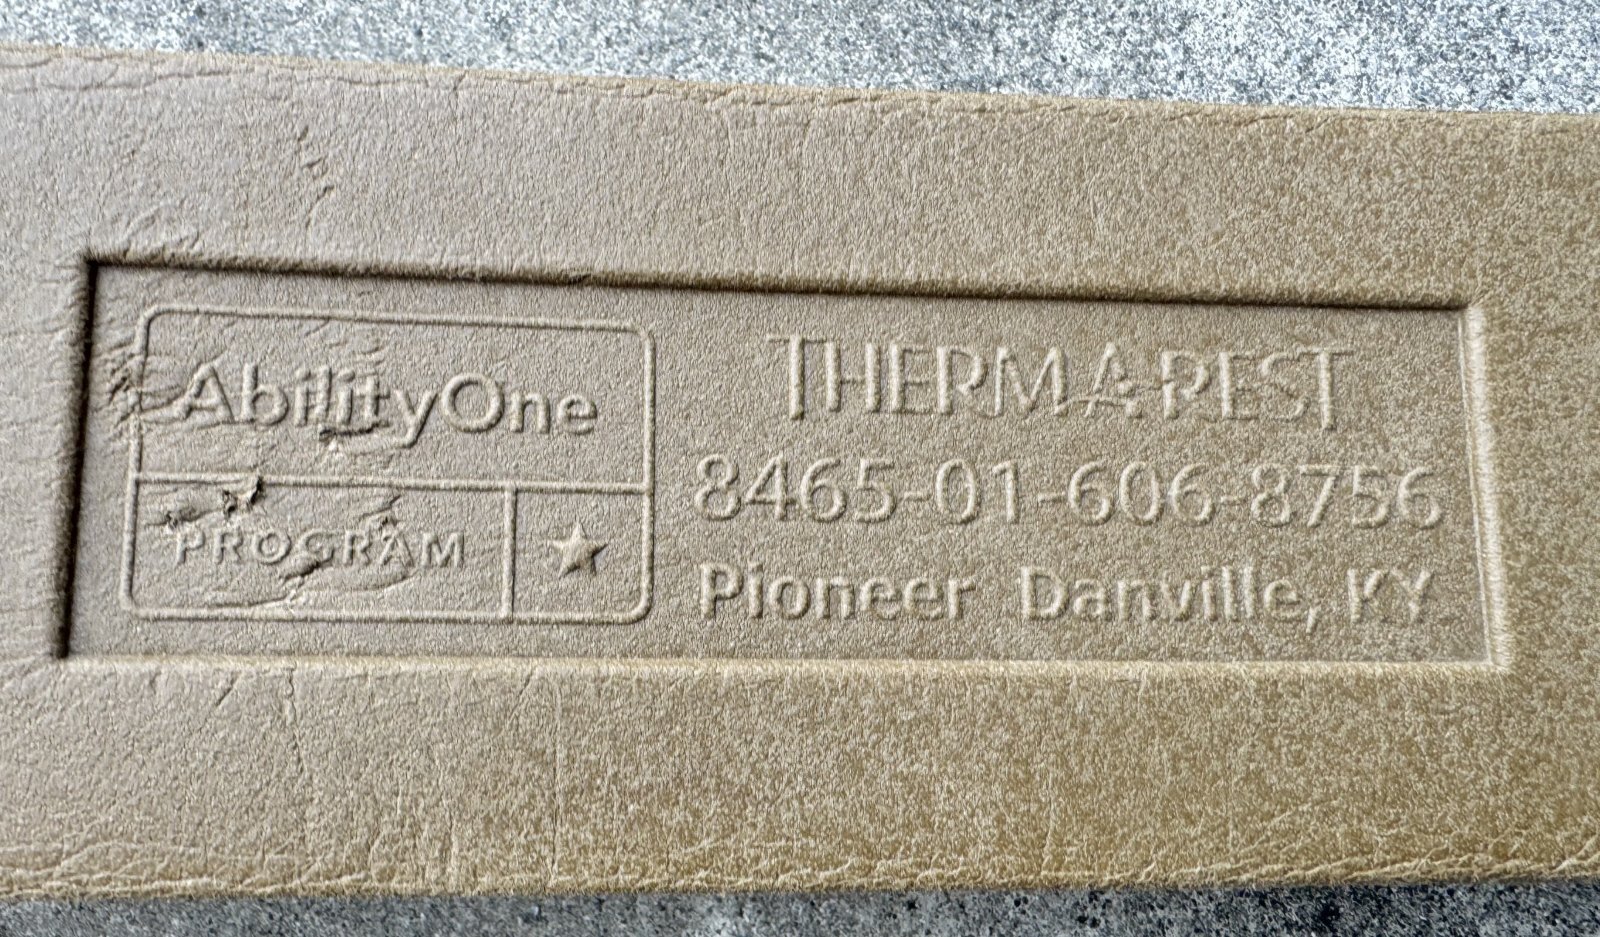 AbilityOne
PROGRAM
THERM-A-REST
8465-01-606-8756
Pioneer Danville, KY